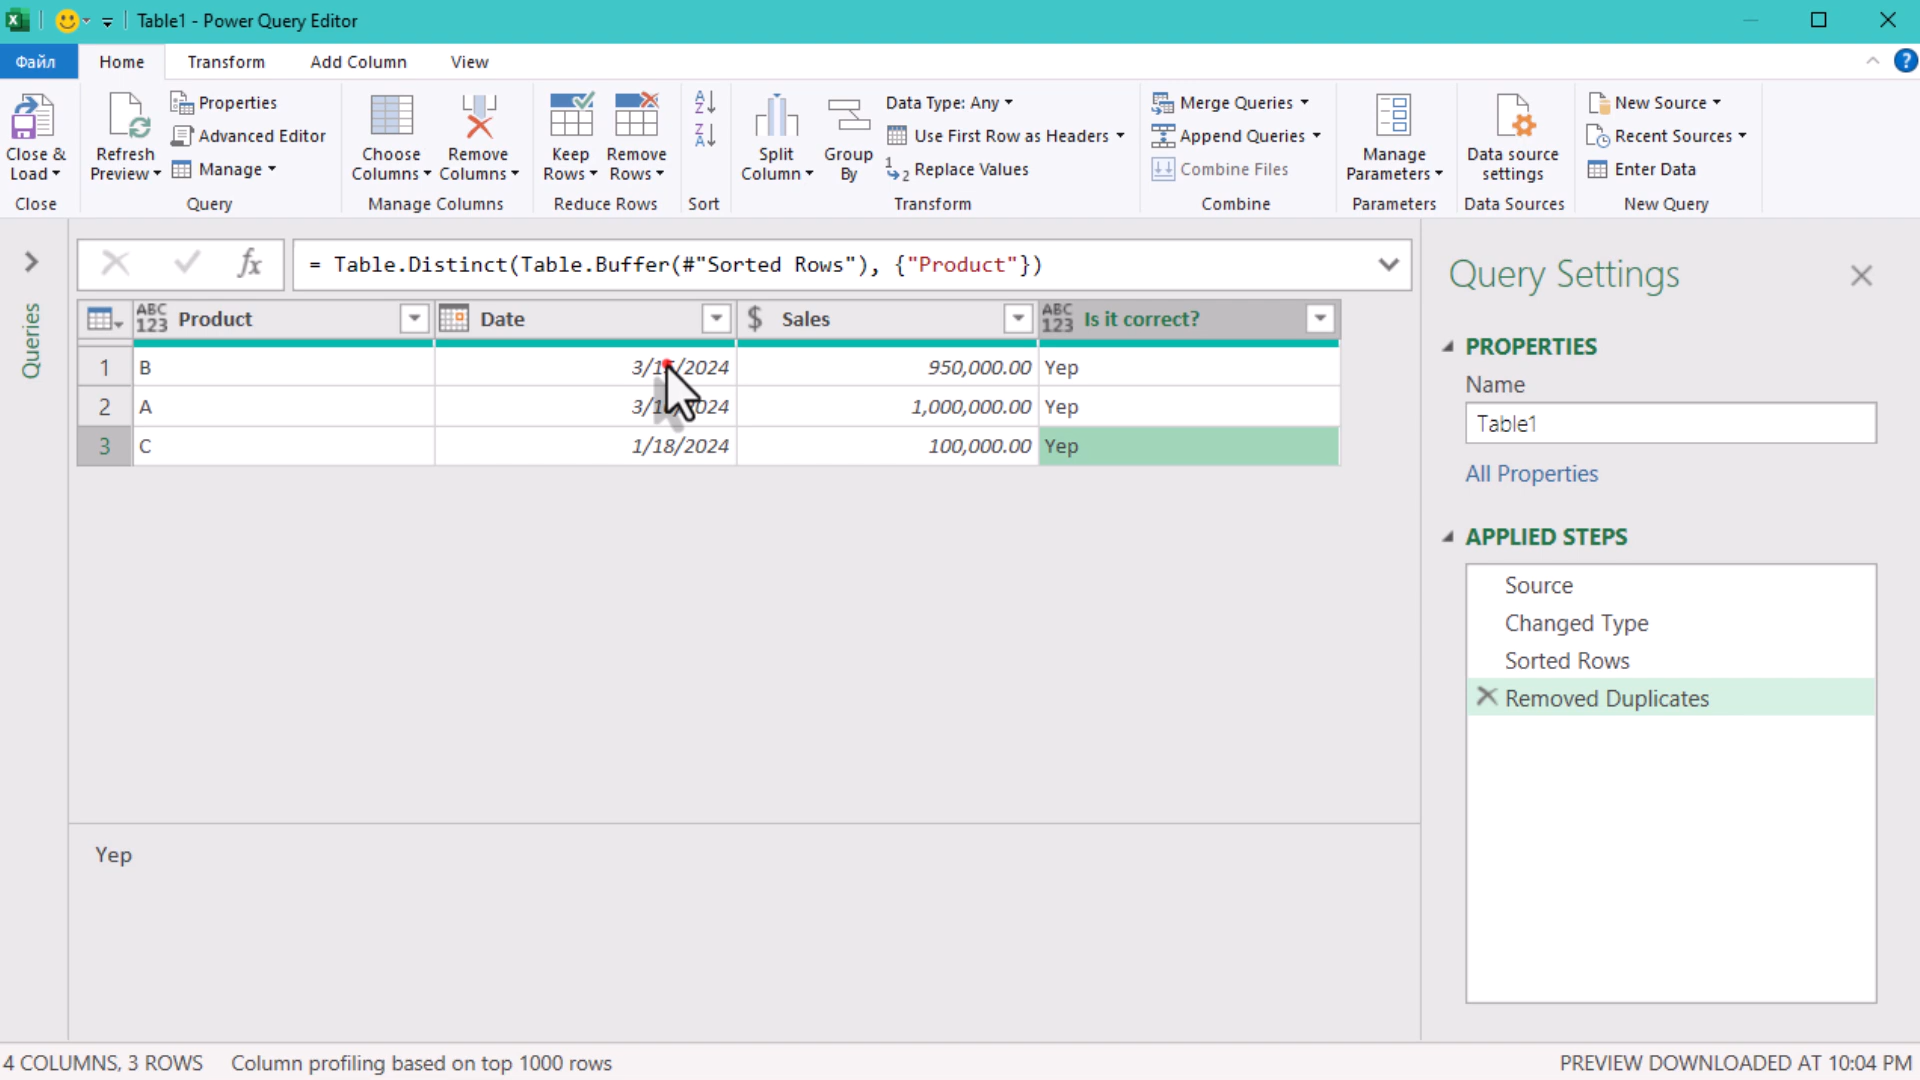 Table1 - Power Query Editor
Файл
Home
Transform
Add Column
View
?
Close & Load
Close
Refresh Preview
Properties
Advanced Editor
Manage
Query
Choose Columns
Remove Columns
Manage Columns
Keep Rows
Remove Rows
Reduce Rows
Sort
Split Column
Group By
Data Type: Any
Use First Row as Headers
Replace Values
Transform
Merge Queries
Append Queries
Combine Files
Combine
Manage Parameters
Parameters
Data source settings
Data Sources
New Source
Recent Sources
Enter Data
New Query
Queries
fx
= Table.Distinct(Table.Buffer(#"Sorted Rows"), {"Product"})
ABC 123 Product
Date
$ Sales
ABC 123 Is it correct?
1 B 950,000.00 Yep
2 A 1,000,000.00 Yep
3 C 1/18/2024 100,000.00 Yep
Yep
Query Settings
PROPERTIES
Name
Table1
All Properties
APPLIED STEPS
Source
Changed Type
Sorted Rows
Removed Duplicates
4 COLUMNS, 3 ROWS
Column profiling based on top 1000 rows
PREVIEW DOWNLOADED AT 10:04 PM